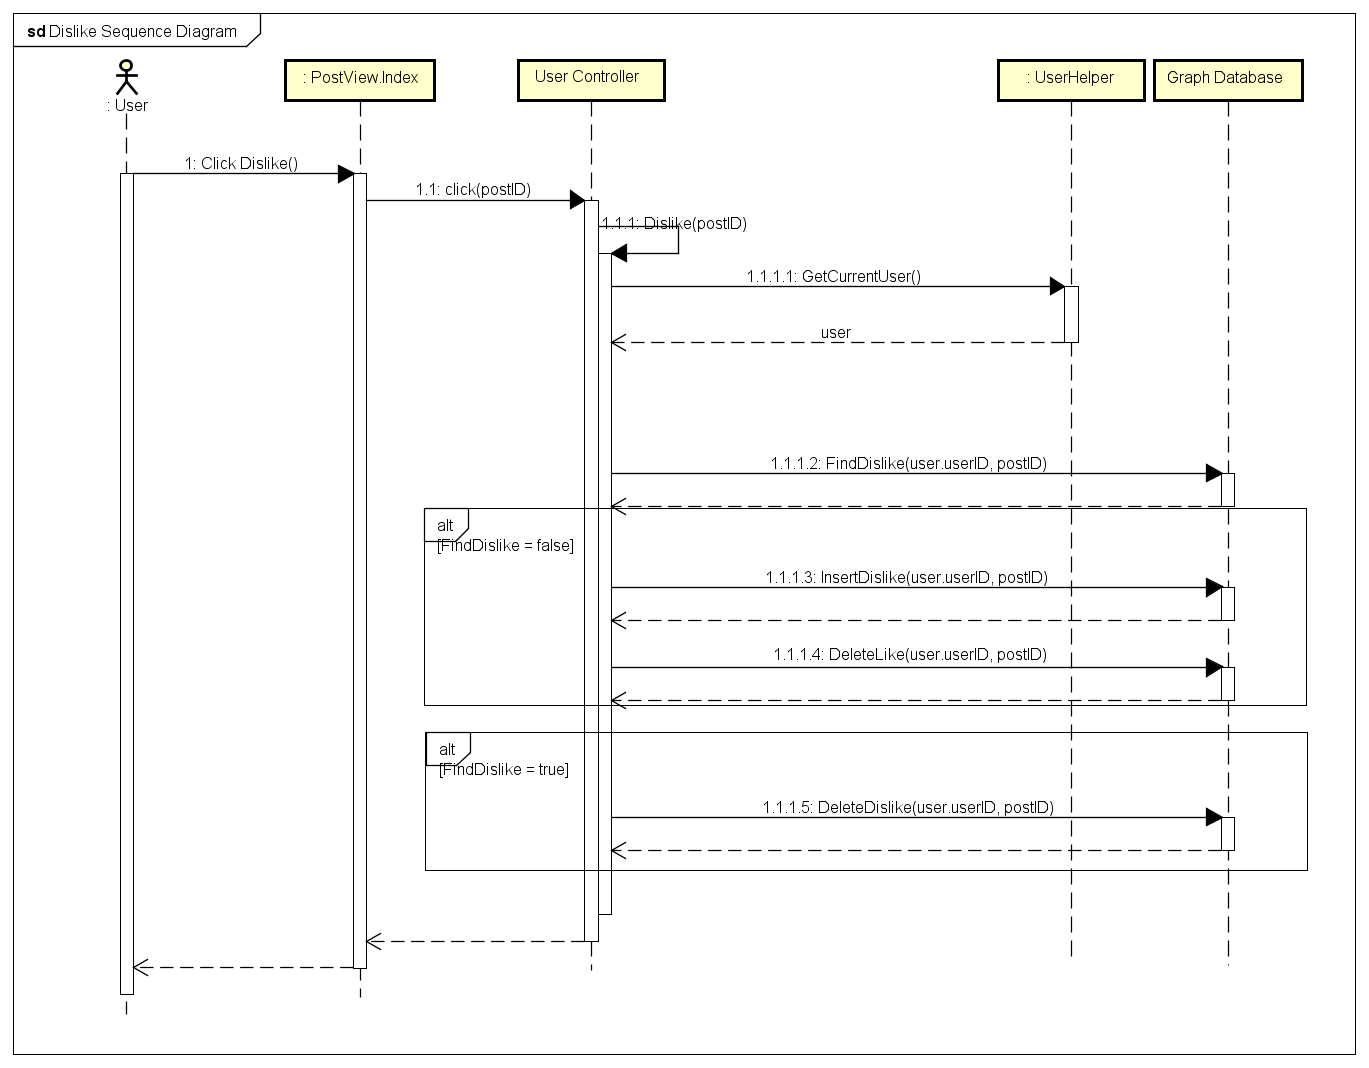 sd Dislike Sequence Diagram
: User
: PostView.Index
User Controller
: UserHelper
Graph Database
1: Click Dislike()
1.1: click(postID)
1.1.1: Dislike(postID)
1.1.1.1: GetCurrentUser()
user
1.1.1.2: FindDislike(user.userID, postID)
alt
[FindDislike = false]
1.1.1.3: InsertDislike(user.userID, postID)
1.1.1.4: DeleteLike(user.userID, postID)
alt
[FindDislike = true]
1.1.1.5: DeleteDislike(user.userID, postID)